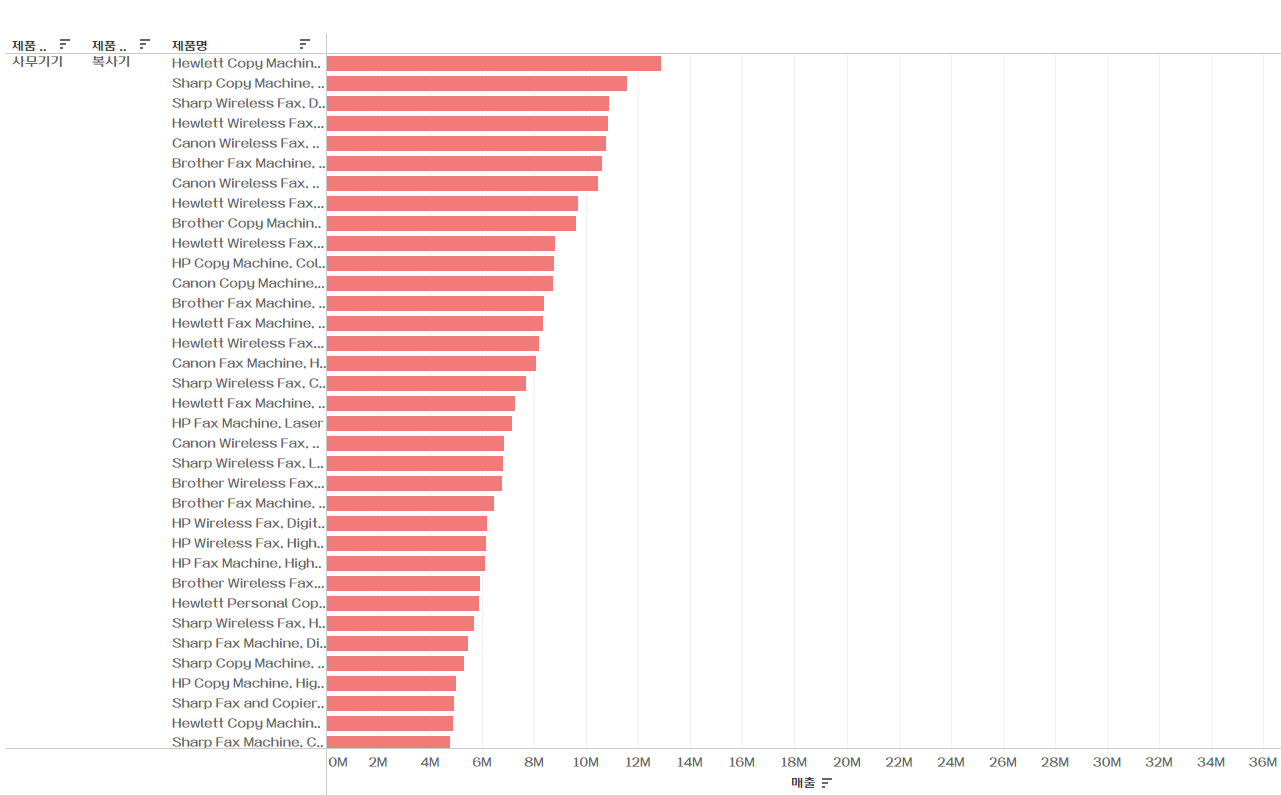 제품 .. 제품 .. 제품명
사무기기 복사기 Hewlett Copy Machin..
Sharp Copy Machine, ..
Sharp Wireless Fax, D..
Hewlett Wireless Fax,..
Canon Wireless Fax, ..
Brother Fax Machine, ..
Canon Wireless Fax, ..
Hewlett Wireless Fax,..
Brother Copy Machin..
Hewlett Wireless Fax,..
HP Copy Machine, Col..
Canon Copy Machine,..
Brother Fax Machine, ..
Hewlett Fax Machine, ..
Hewlett Wireless Fax,..
Canon Fax Machine, H..
Sharp Wireless Fax, C..
Hewlett Fax Machine, ..
HP Fax Machine, Laser
Canon Wireless Fax, ..
Sharp Wireless Fax, L..
Brother Wireless Fax,..
Brother Fax Machine, ..
HP Wireless Fax, Digit..
HP Wireless Fax, High..
HP Fax Machine, High..
Brother Wireless Fax,..
Hewlett Personal Cop..
Sharp Wireless Fax, H..
Sharp Fax Machine, Di..
Sharp Copy Machine, ..
HP Copy Machine, Hig..
Sharp Fax and Copier..
Hewlett Copy Machin..
Sharp Fax Machine, C..
0M 2M 4M 6M 8M 10M 12M 14M 16M 18M 20M 22M 24M 26M 28M 30M 32M 34M 36M
매출